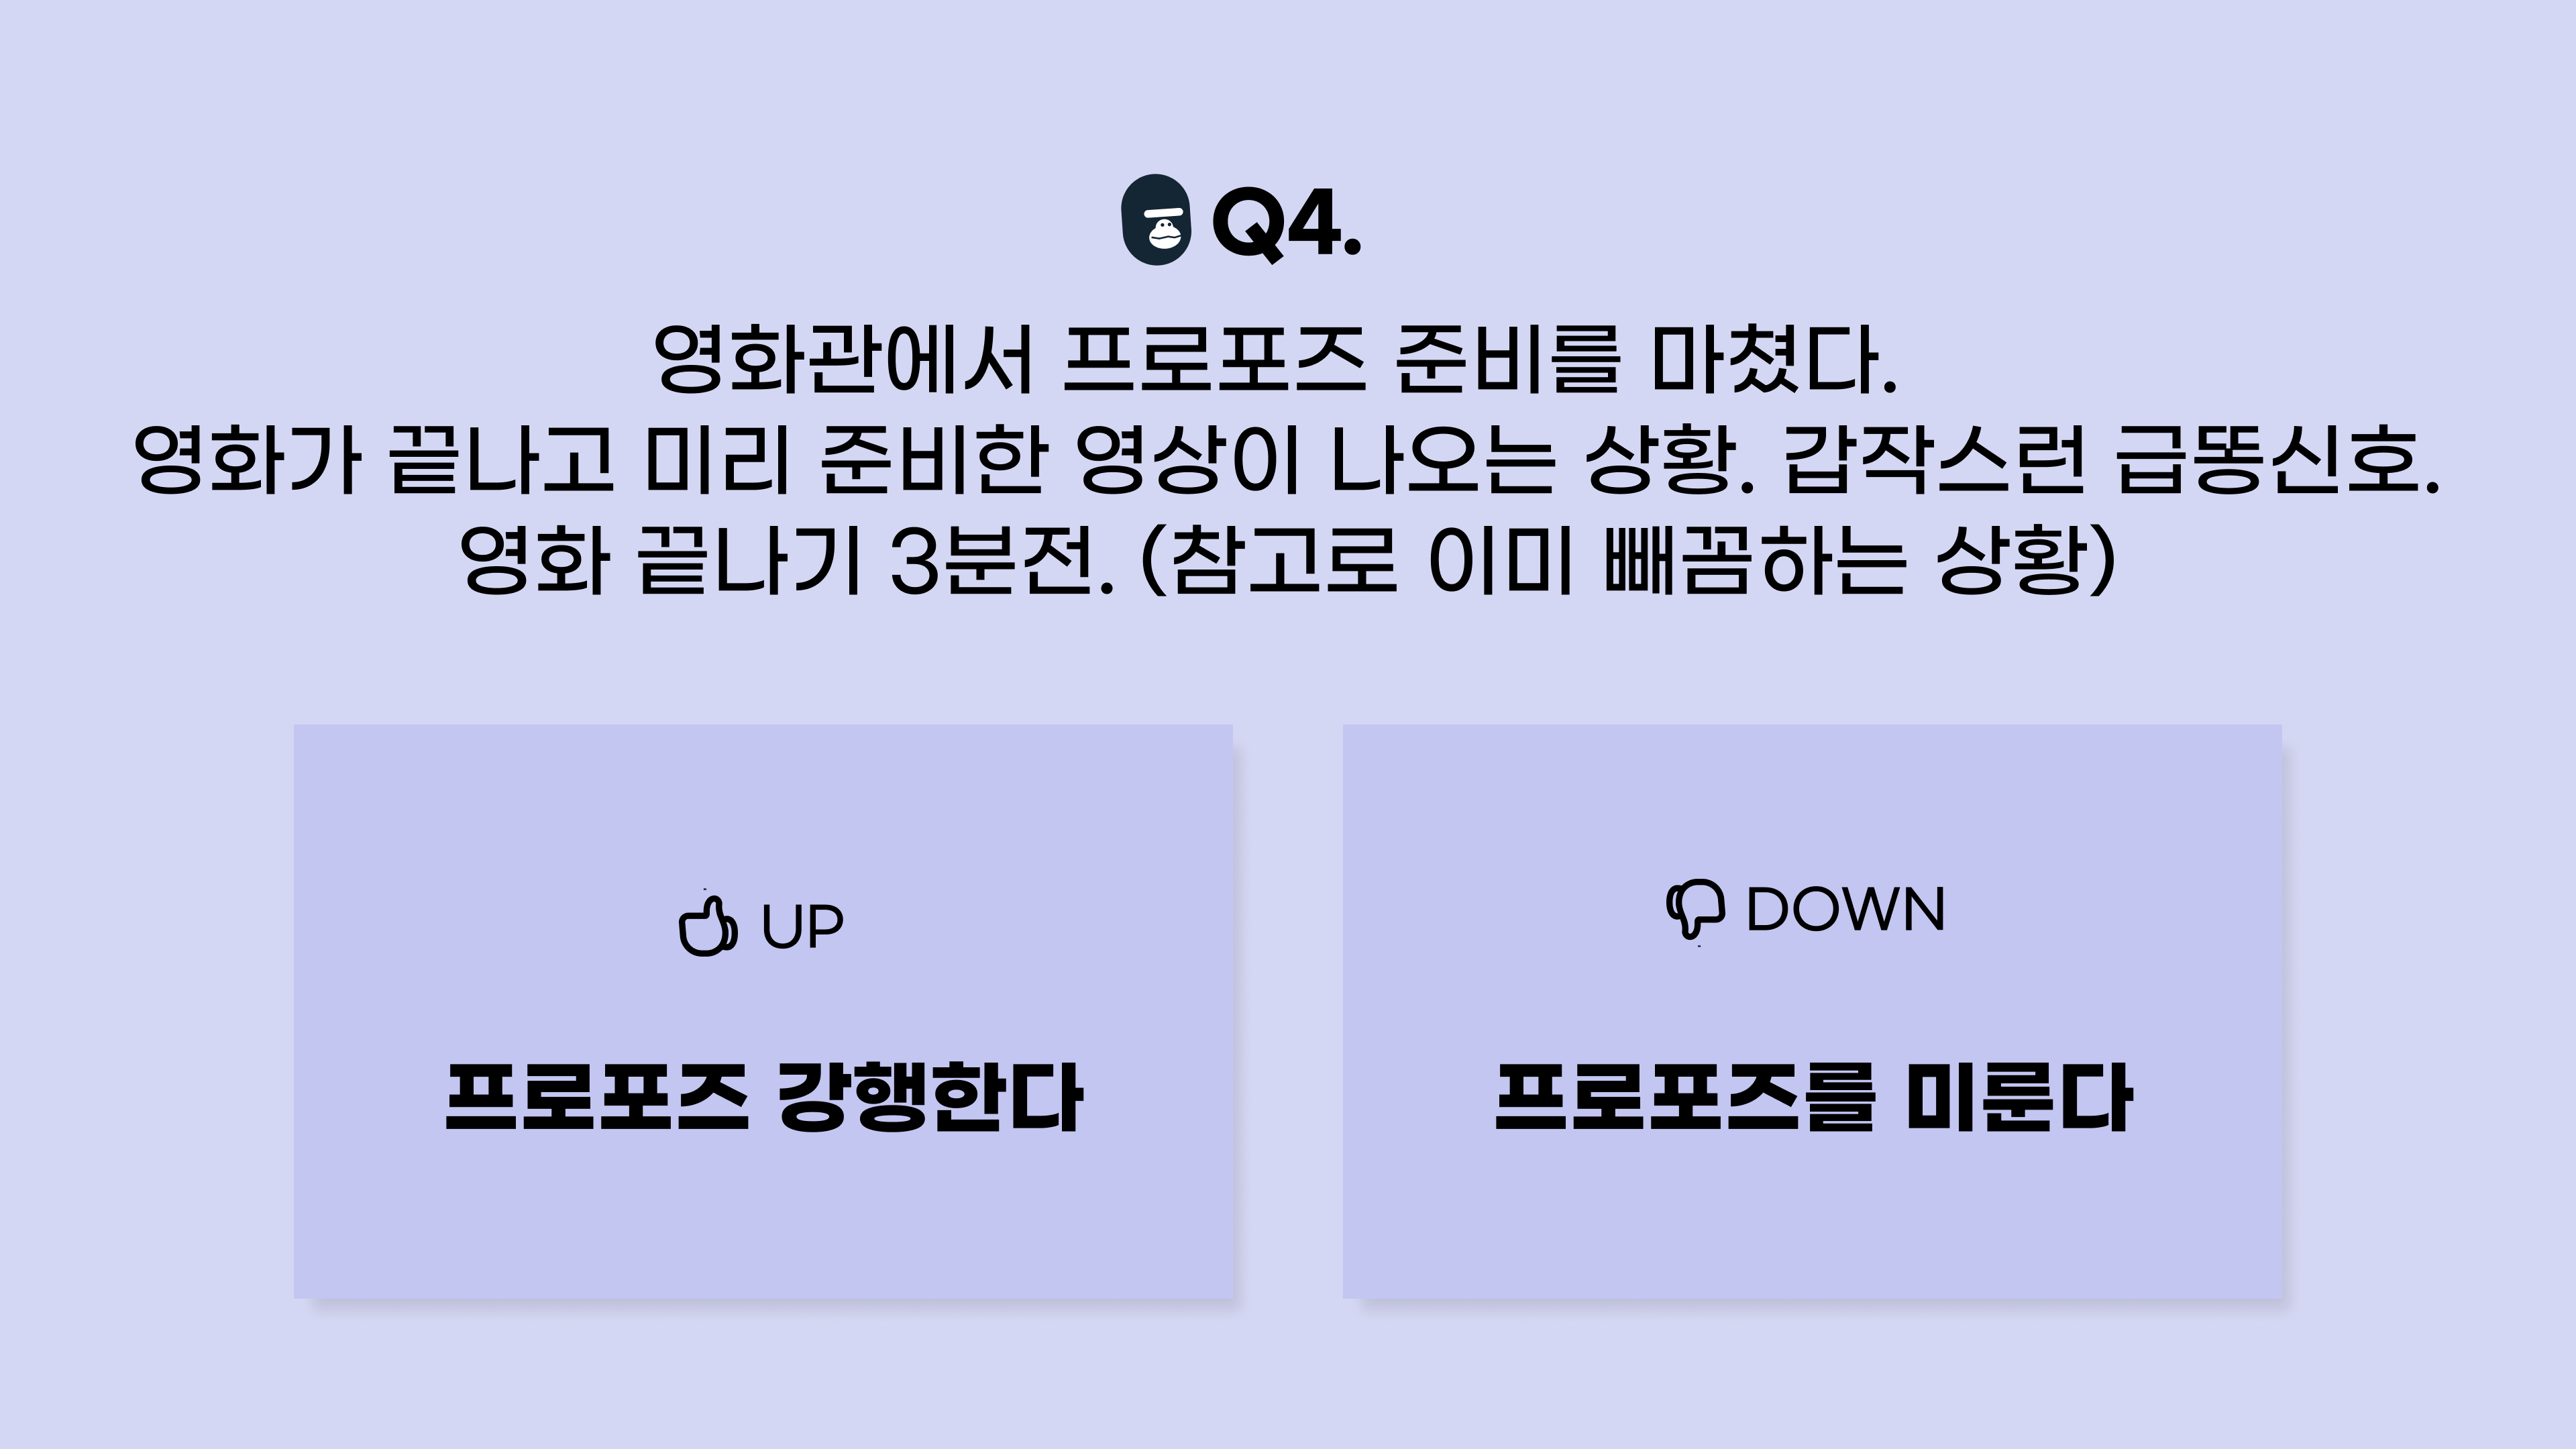 Q4.
영화관에서 프로포즈 준비를 마쳤다.
영화가 끝나고 미리 준비한 영상이 나오는 상황. 갑작스런 급똥신호.
영화 끝나기 3분전. (참고로 이미 빼꼼하는 상황)
UP
프로포즈 강행한다
DOWN
프로포즈를 미룬다